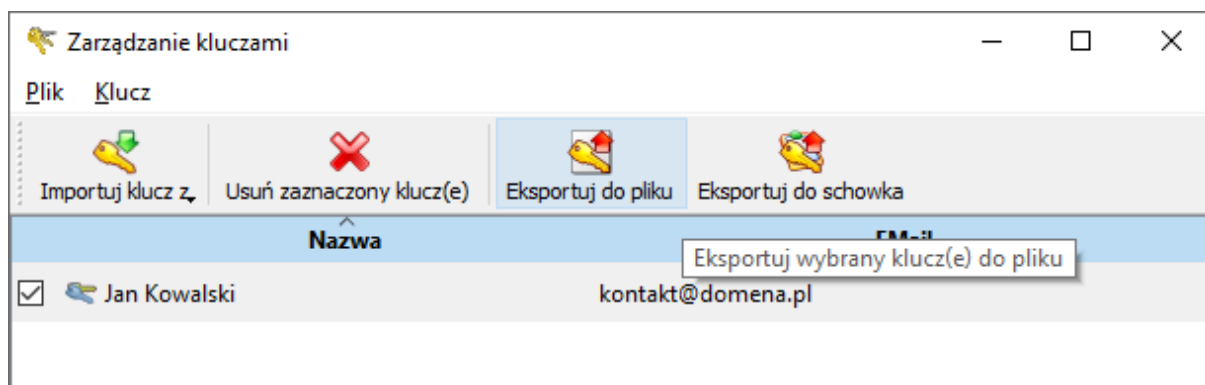 Zarządzanie kluczami
Plik Klucz
Importuj klucz z Usuń zaznaczony klucz(e) Eksportuj do pliku Eksportuj do schowka
Nazwa EMail
Eksportuj wybrany klucz(e) do pliku
Jan Kowalski kontakt@domena.pl